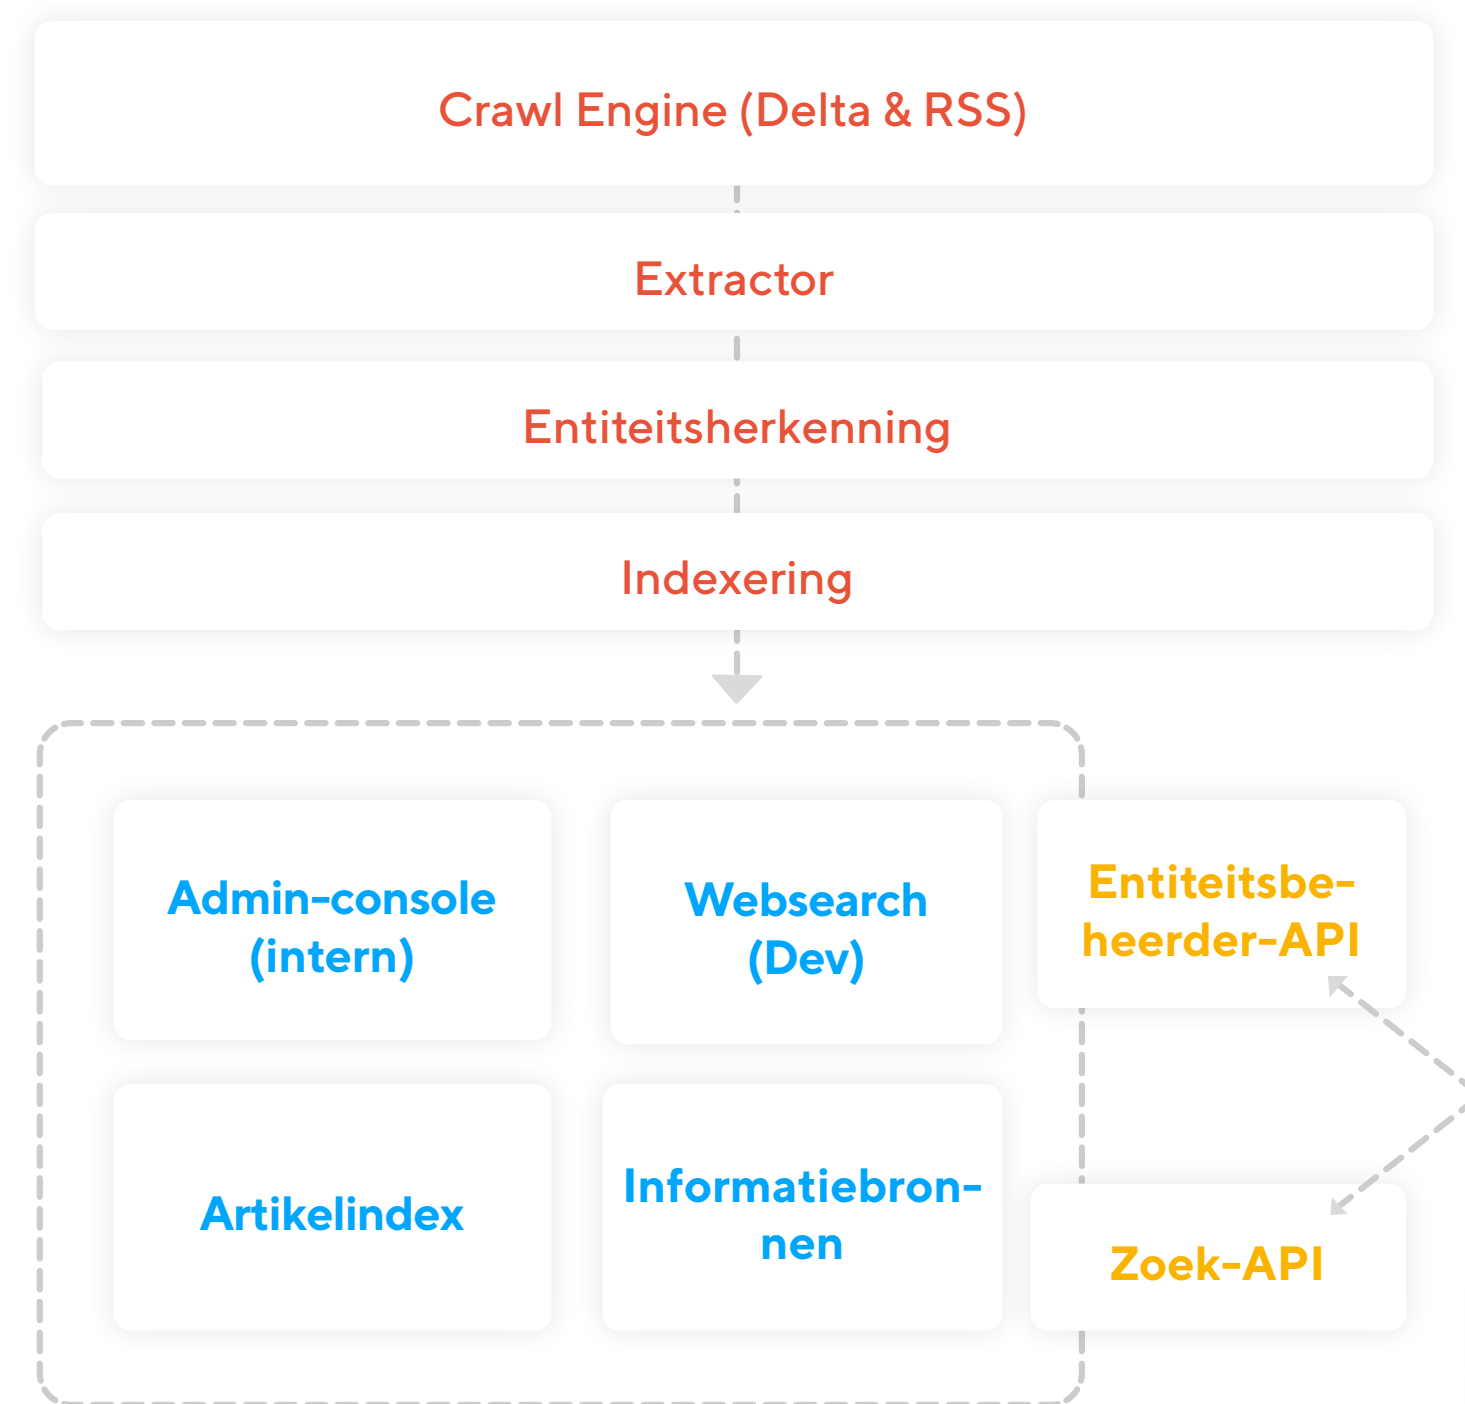 Crawl Engine (Delta & RSS)
Extractor
Entiteitsherkenning
Indexering
Admin-console
(intern)
Websearch
(Dev)
Entiteitsbe-
heerder-API
Artikelindex
Informatiebron-
nen
Zoek-API